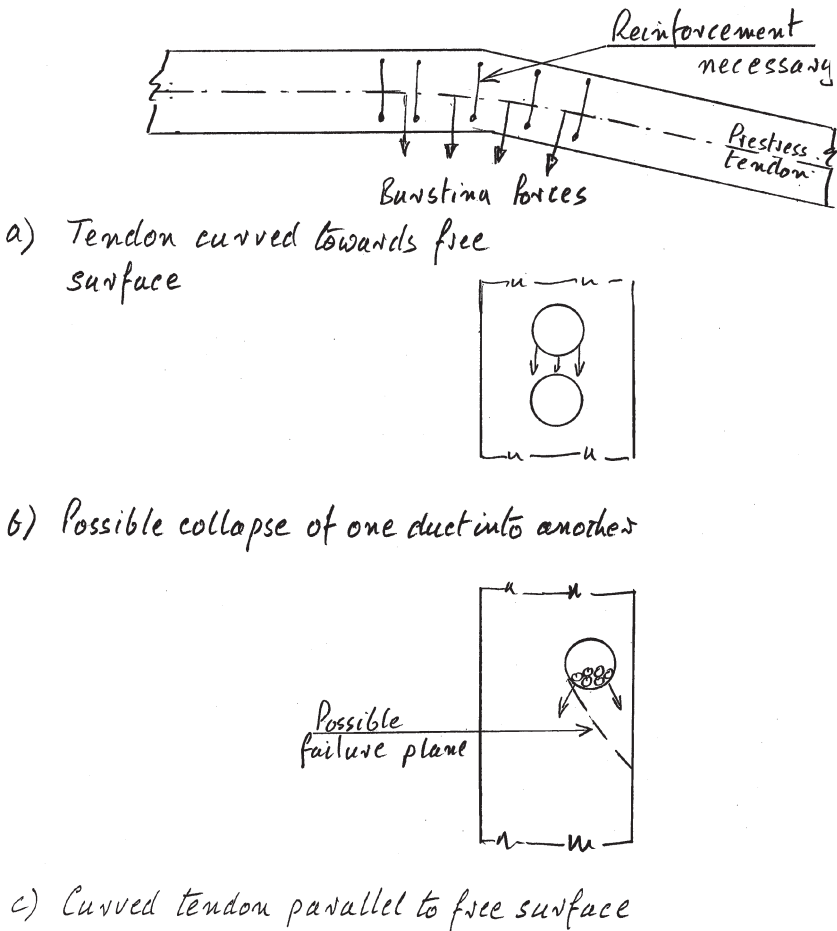 Reinforcement
necessary
Prestress
tendon
Bursting forces
a) Tendon curved towards free
surface
b) Possible collapse of one duct into another
Possible
failure plane
c) Curved tendon parallel to free surface